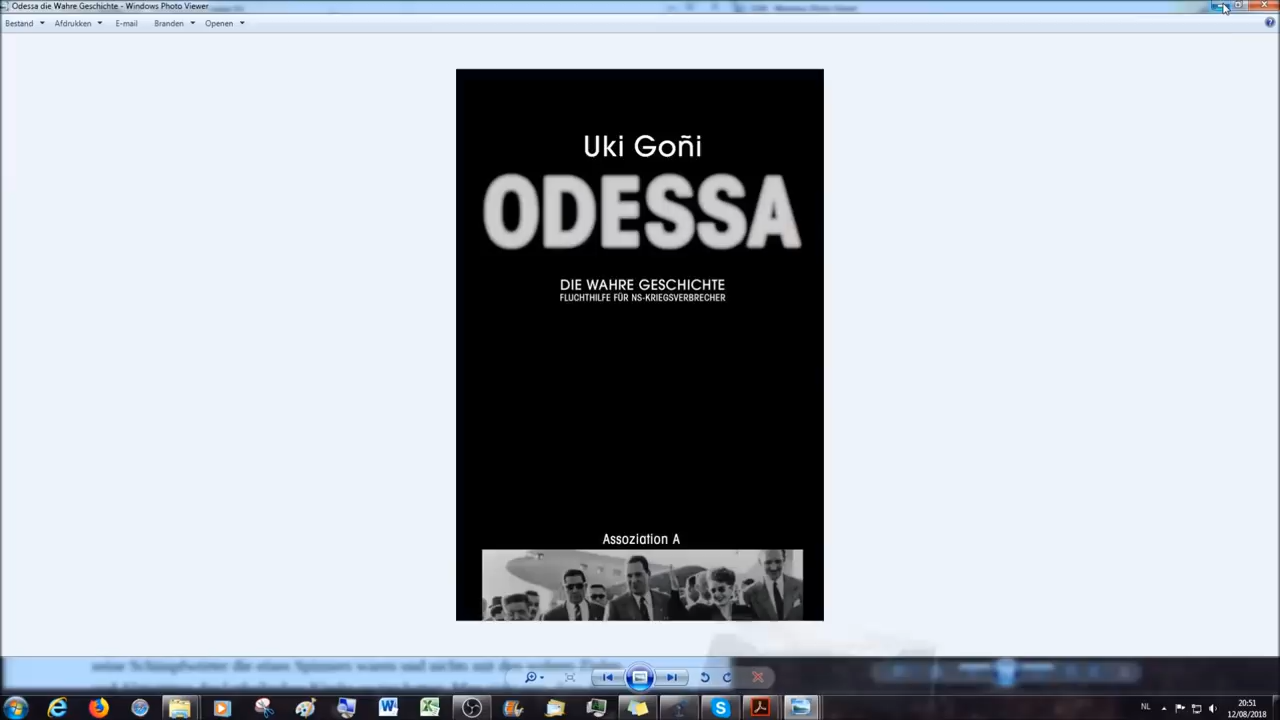 Odessa die Wahre Geschichte - Windows Photo Viewer
Bestand Afdrukken E-mail Branden Openen
Uki Goñi
ODESSA
DIE WAHRE GESCHICHTE
FLUCHTHILFE FÜR NS-KRIEGSVERBRECHER
Assoziation A
NL
20:51
12/08/2018